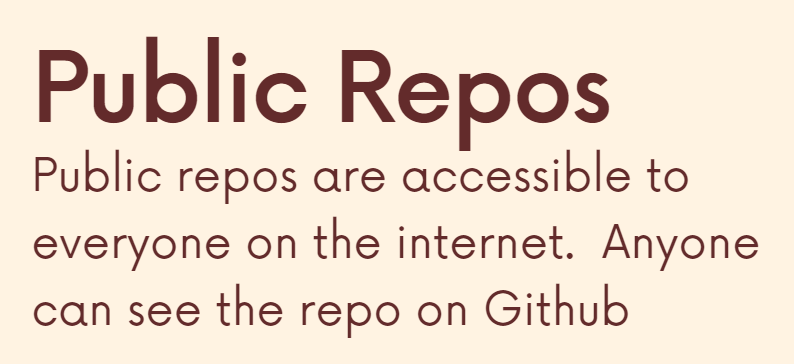 Public Repos
Public repos are accessible to
everyone on the internet.  Anyone
can see the repo on Github